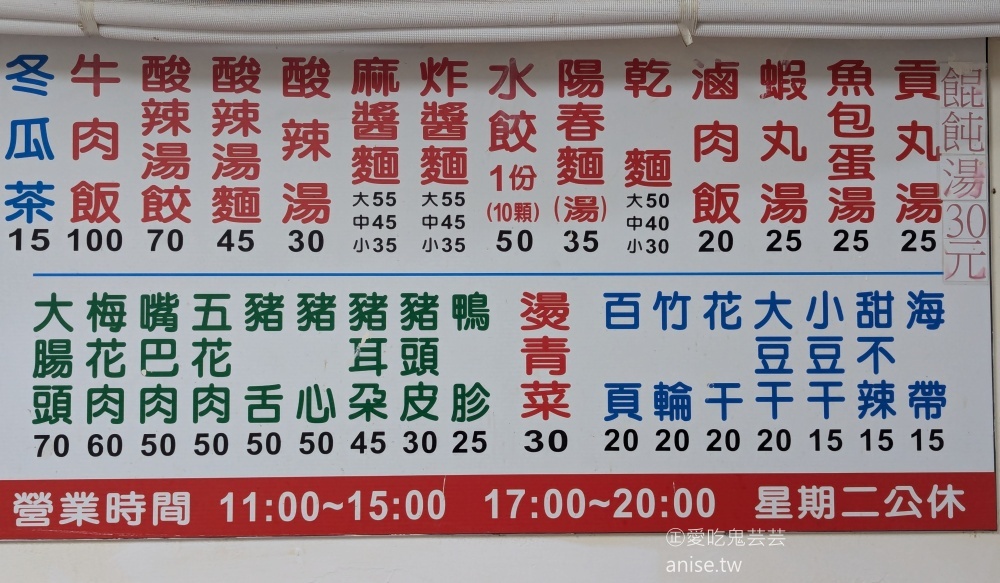 餛飩湯30元
貢丸湯 25
魚包蛋湯 25
蝦丸湯 25
滷肉飯 20
乾麵 大50 中40 小30
陽春麵(湯) 35
水餃1份(10顆) 50
炸醬麵 大55 中45 小35
麻醬麵 大55 中45 小35
酸辣湯 30
酸辣湯麵 45
酸辣湯餃 70
牛肉飯 100
冬瓜茶 15
海帶 15
甜不辣 15
小豆干 15
大豆干 20
花干 20
竹輪 20
百頁 20
燙青菜 30
鴨胗 25
豬頭皮 30
豬耳朵 45
豬心 50
豬舌 50
五花肉 50
嘴巴肉 50
梅花肉 60
大腸頭 70
營業時間 11:00~15:00 17:00~20:00 星期二公休
㊣愛吃鬼芸芸
anise.tw